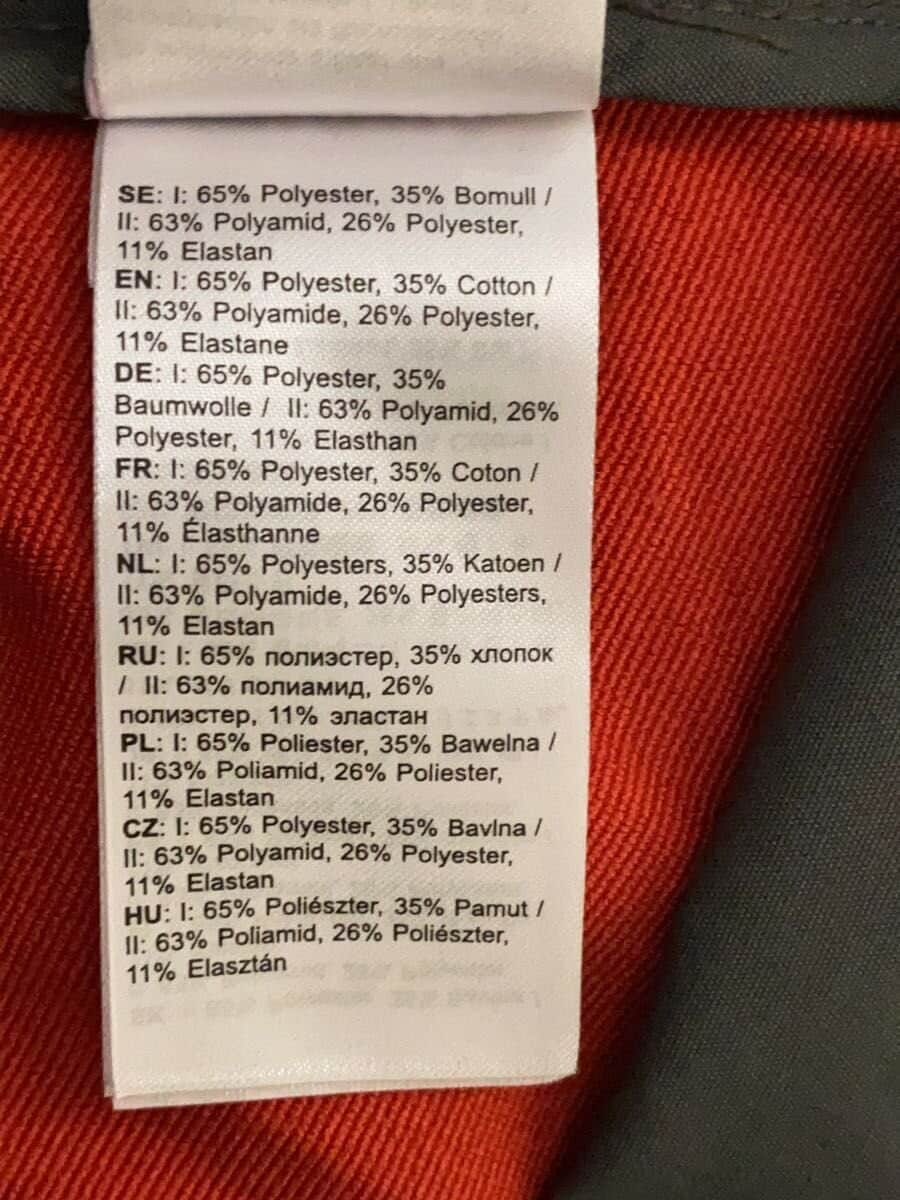 SE: I: 65% Polyester, 35% Bomull /
II: 63% Polyamid, 26% Polyester,
11% Elastan
EN: I: 65% Polyester, 35% Cotton /
II: 63% Polyamide, 26% Polyester,
11% Elastane
DE: I: 65% Polyester, 35%
Baumwolle / II: 63% Polyamid, 26%
Polyester, 11% Elasthan
FR: I: 65% Polyester, 35% Coton /
II: 63% Polyamide, 26% Polyester,
11% Élasthanne
NL: I: 65% Polyesters, 35% Katoen /
II: 63% Polyamide, 26% Polyesters,
11% Elastan
RU: I: 65% полиэстер, 35% хлопок
/ II: 63% полиамид, 26%
полиэстер, 11% эластан
PL: I: 65% Poliester, 35% Bawelna /
II: 63% Poliamid, 26% Poliester,
11% Elastan
CZ: I: 65% Polyester, 35% Bavlna /
II: 63% Polyamid, 26% Polyester,
11% Elastan
HU: I: 65% Poliészter, 35% Pamut /
II: 63% Poliamid, 26% Poliészter,
11% Elasztán